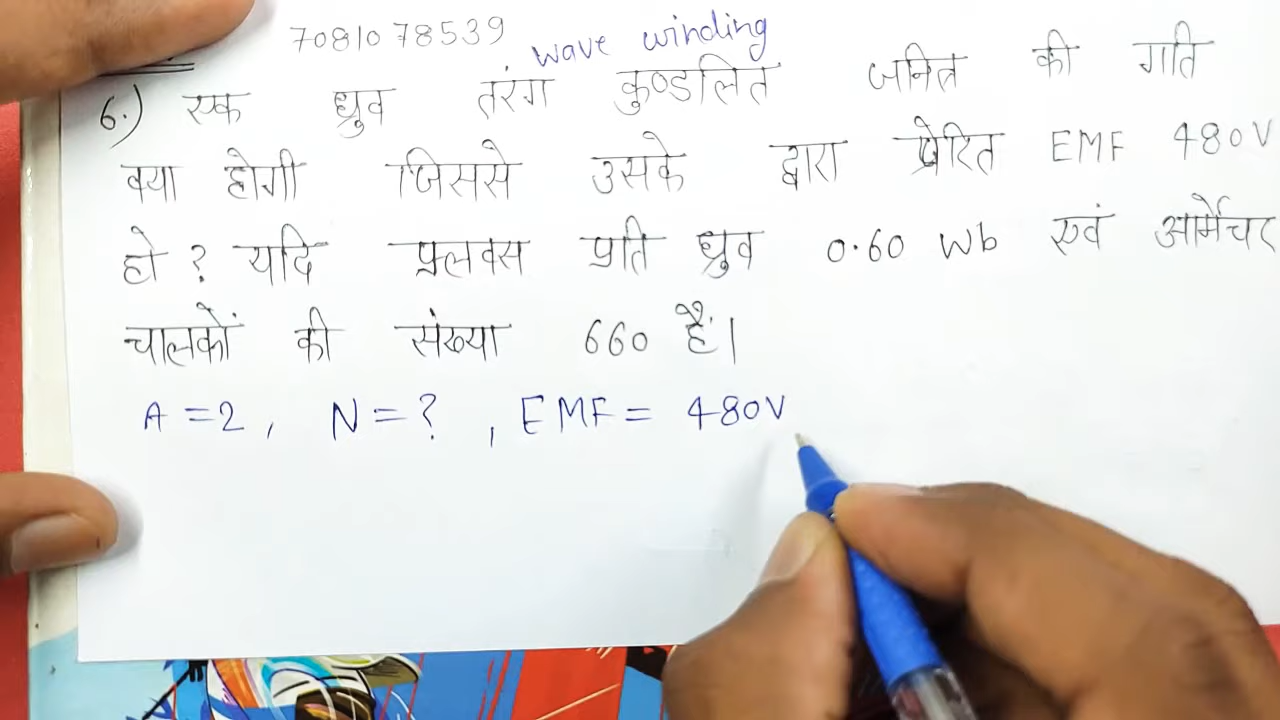 7081078539
wave winding
6.) एक ध्रुव तरंग कुण्डलित जनित्र की गति
क्या होगी जिससे उसके द्वारा प्रेरित EMF 480V
हो ? यदि फ्लक्स प्रति ध्रुव 0.60 Wb एवं आर्मेचर
चालकों की संख्या 660 हैं।
A = 2, N = ? , EMF = 480V